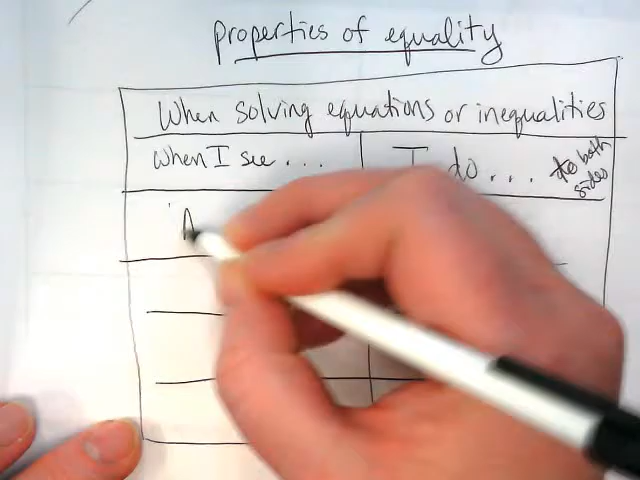 properties of equality
When solving equations or inequalities
when I see . . .
I do . . . to both sides
A